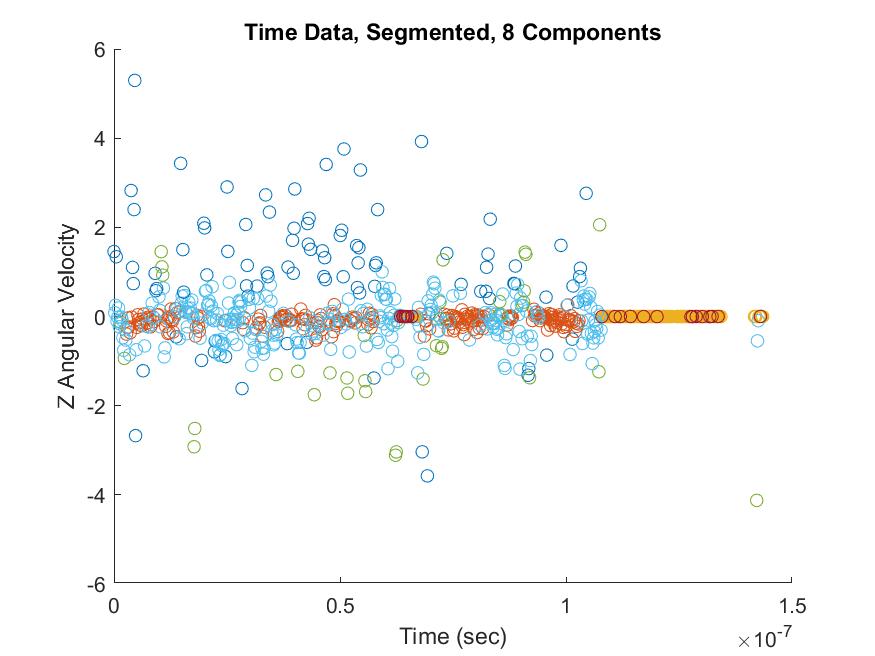 Time Data, Segmented, 8 Components
6
4
2
0
-2
-4
-6
Z Angular Velocity
0 0.5 1 1.5
Time (sec)
×10⁻⁷